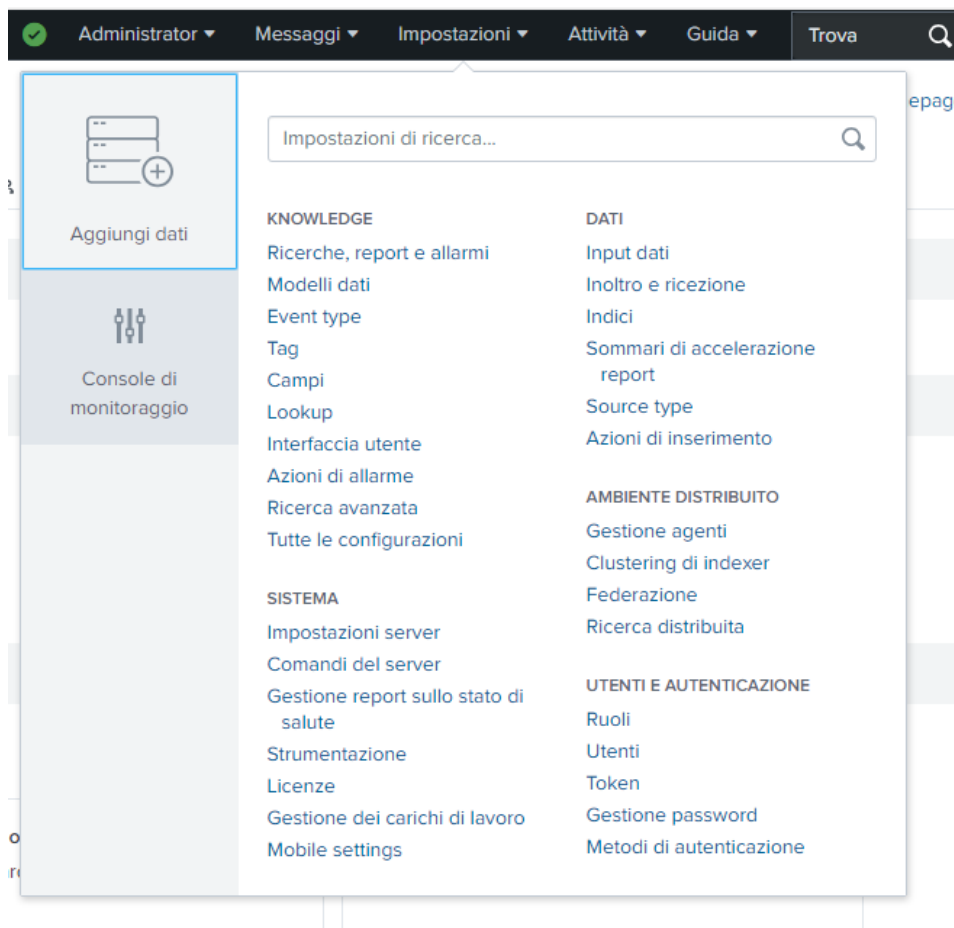 Administrator Messaggi Impostazioni Attività Guida Trova
epag
Aggiungi dati
Console di
monitoraggio
Impostazioni di ricerca...
KNOWLEDGE
Ricerche, report e allarmi
Modelli dati
Event type
Tag
Campi
Lookup
Interfaccia utente
Azioni di allarme
Ricerca avanzata
Tutte le configurazioni
SISTEMA
Impostazioni server
Comandi del server
Gestione report sullo stato di
salute
Strumentazione
Licenze
Gestione dei carichi di lavoro
Mobile settings
DATI
Input dati
Inoltro e ricezione
Indici
Sommari di accelerazione
report
Source type
Azioni di inserimento
AMBIENTE DISTRIBUITO
Gestione agenti
Clustering di indexer
Federazione
Ricerca distribuita
UTENTI E AUTENTICAZIONE
Ruoli
Utenti
Token
Gestione password
Metodi di autenticazione